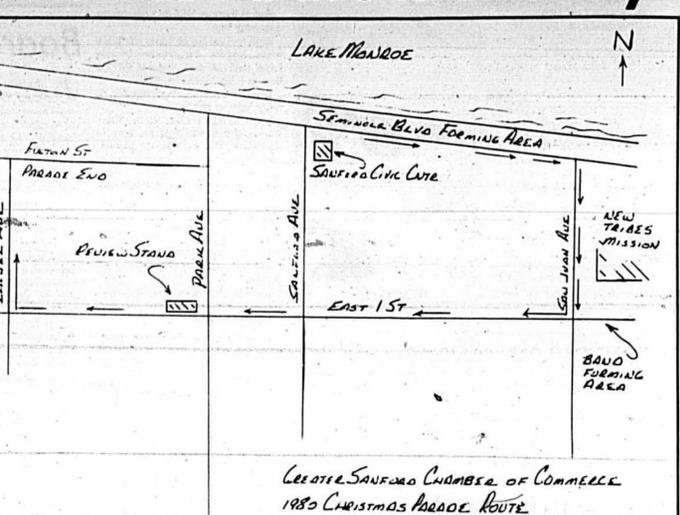 LAKE MONROE
N
SEMINOLE BLVD FORMING AREA
FULTON ST
PARADE END
SANFORD CIVIC CNTR
NEW
TRIBES
MISSION
REVIEW STAND
PARK AVE
SANFORD AVE
SAN JUAN AVE
EAST 1 ST
BAND
FORMING
AREA
GREATER SANFORD CHAMBER OF COMMERCE
1980 CHRISTMAS PARADE ROUTE